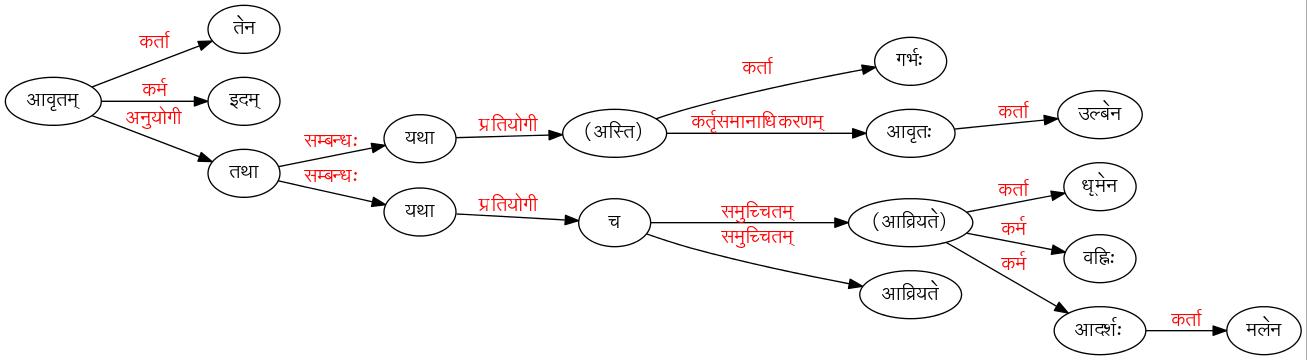 तेन
कर्ता
गर्भः
कर्ता
कर्म
आवृतम्
इदम्
उल्बेन
कर्ता
अनुयोगी
यथा
प्रतियोगी
(अस्ति)
कर्तृसमानाधिकरणम्
आवृतः
सम्बन्धः
तथा
सम्बन्धः
धूमेन
कर्ता
यथा
प्रतियोगी
च
समुच्चितम्
(आव्रियते)
समुच्चितम्
कर्म
वह्निः
कर्म
आव्रियते
आदर्शः
कर्ता
मलेन